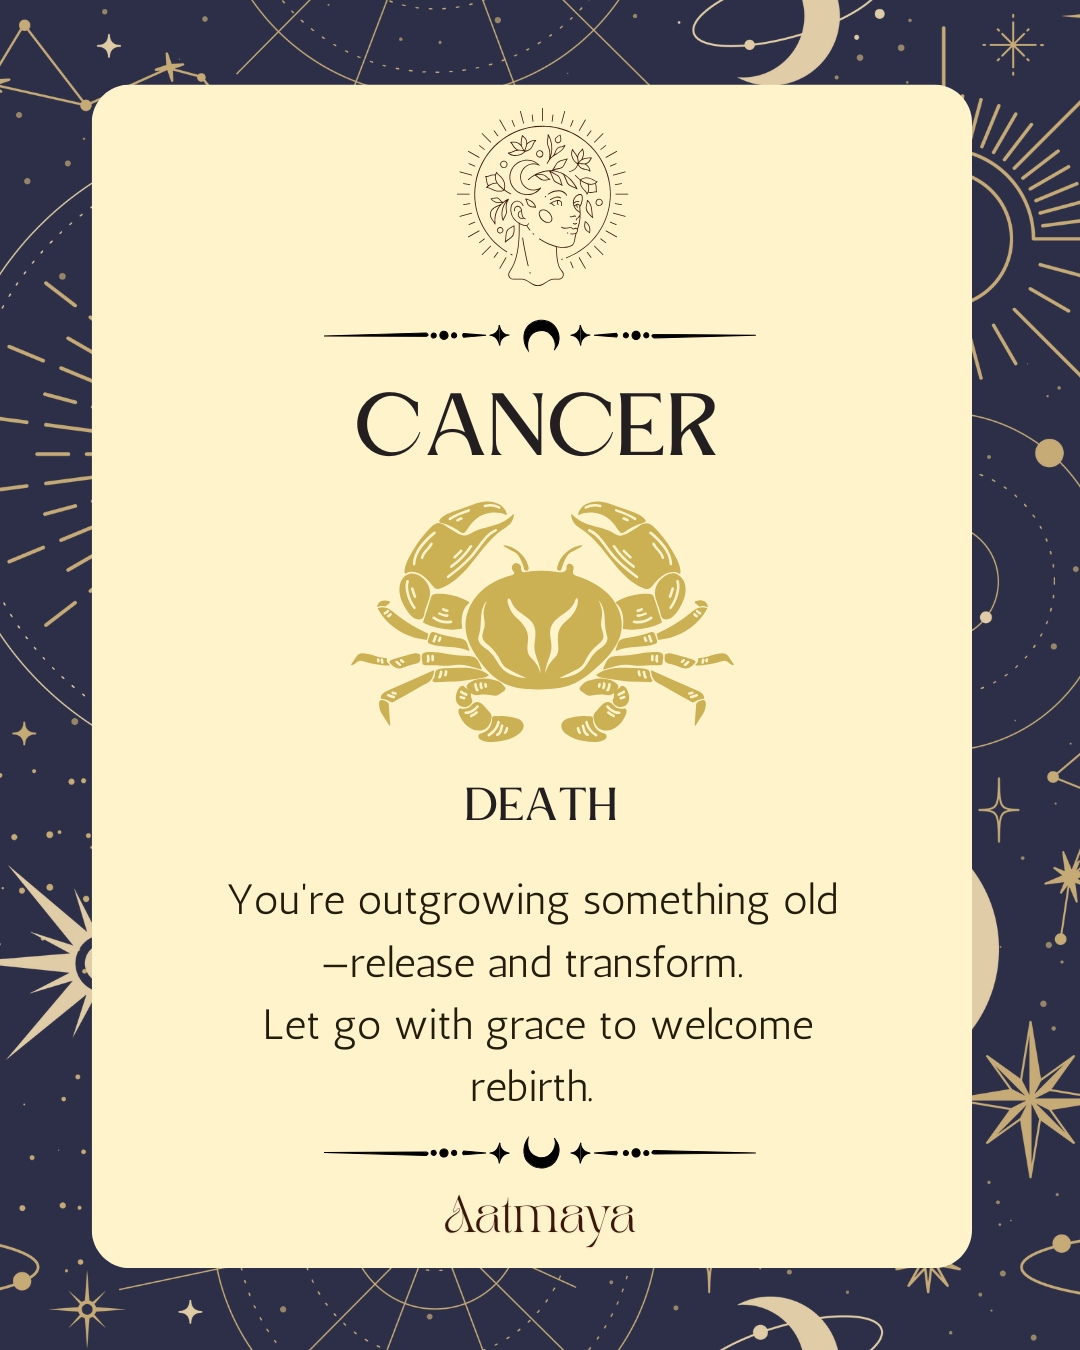 CANCER
DEATH
You're outgrowing something old
—release and transform.
Let go with grace to welcome
rebirth.
Aatmaya